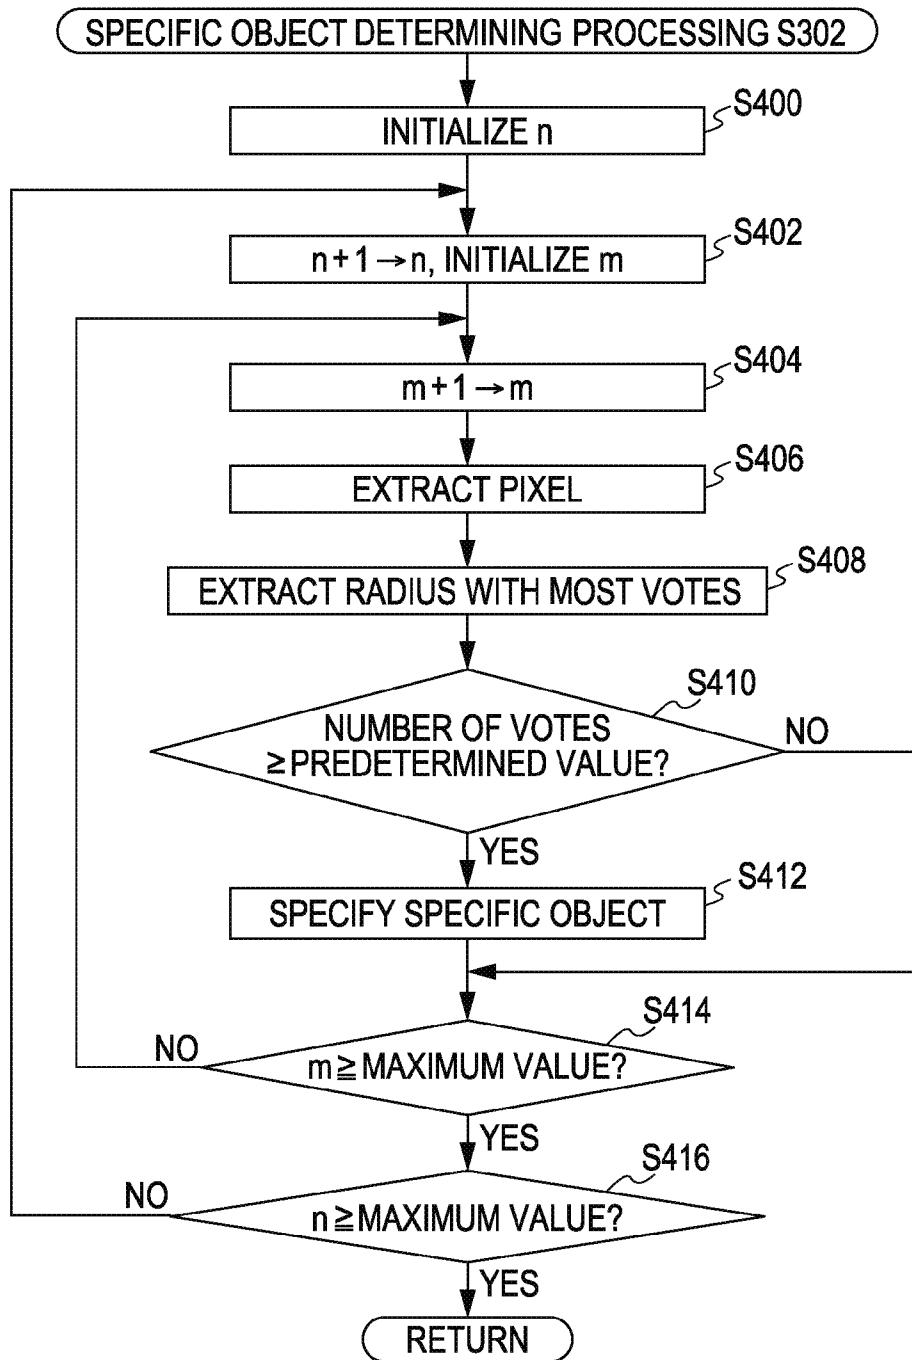 SPECIFIC OBJECT DETERMINING PROCESSING S302
S400
INITIALIZE n
S402
n+1→n, INITIALIZE m
S404
m+1→m
S406
EXTRACT PIXEL
S408
EXTRACT RADIUS WITH MOST VOTES
S410
NUMBER OF VOTES
≥PREDETERMINED VALUE?
NO
YES
S412
SPECIFY SPECIFIC OBJECT
S414
NO
m≧MAXIMUM VALUE?
YES
S416
NO
n≧MAXIMUM VALUE?
YES
RETURN